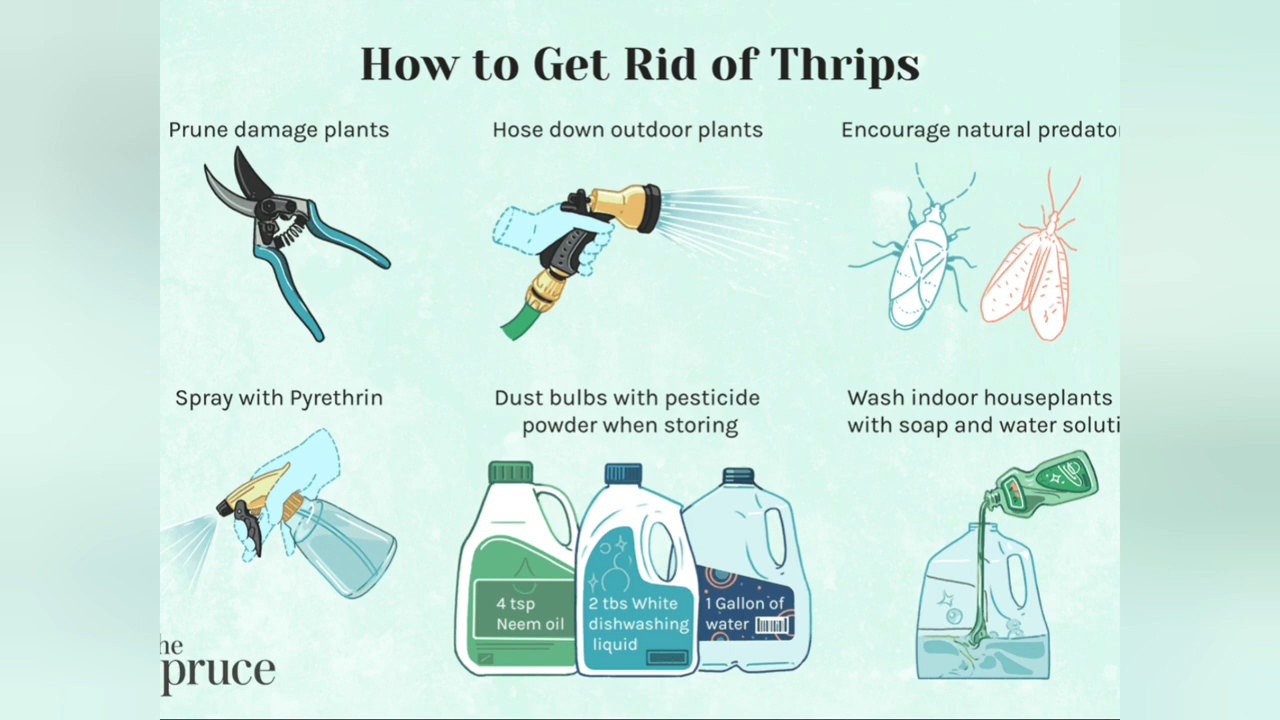 How to Get Rid of Thrips
Prune damage plants
Hose down outdoor plants
Encourage natural predato
Spray with Pyrethrin
Dust bulbs with pesticide
powder when storing
Wash indoor houseplants
with soap and water soluti
4 tsp
Neem oil
2 tbs White
dishwashing
liquid
1 Gallon of
water
he
pruce